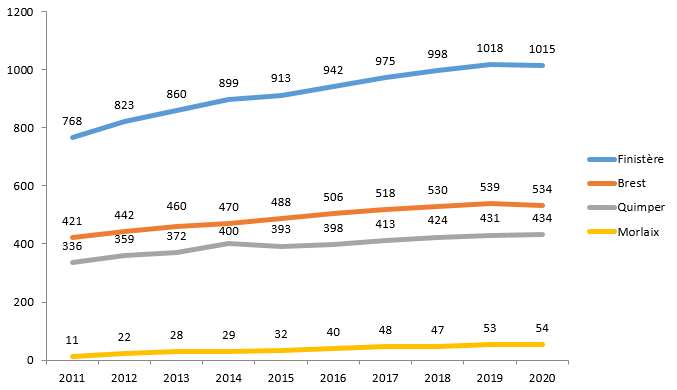 1200
1000
800
600
400
200
0
768 823 860 899 913 942 975 998 1018 1015
421 442 460 470 488 506 518 530 539 534
336 359 372 400 393 398 413 424 431 434
11 22 28 29 32 40 48 47 53 54
2011 2012 2013 2014 2015 2016 2017 2018 2019 2020
Finistère
Brest
Quimper
Morlaix